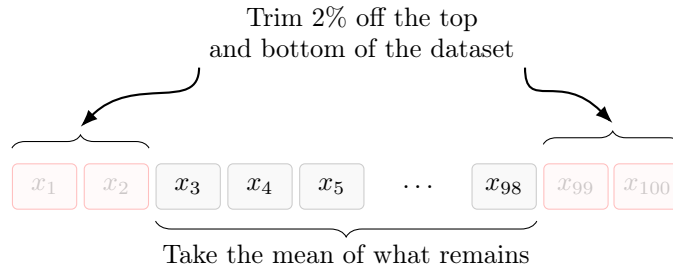 Trim 2% off the top
and bottom of the dataset
x₁ x₂ x₃ x₄ x₅ ⋯ x₉₈ x₉₉ x₁₀₀
Take the mean of what remains